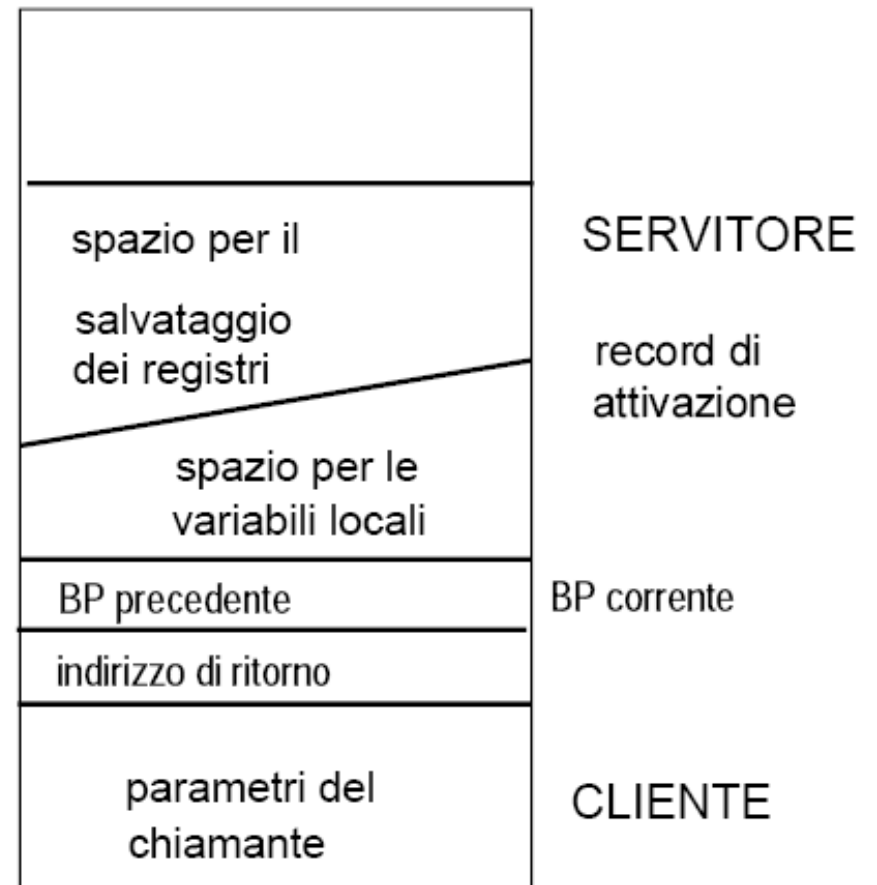 spazio per il
SERVITORE
salvataggio
dei registri
record di
attivazione
spazio per le
variabili locali
BP precedente
BP corrente
indirizzo di ritorno
parametri del
chiamante
CLIENTE